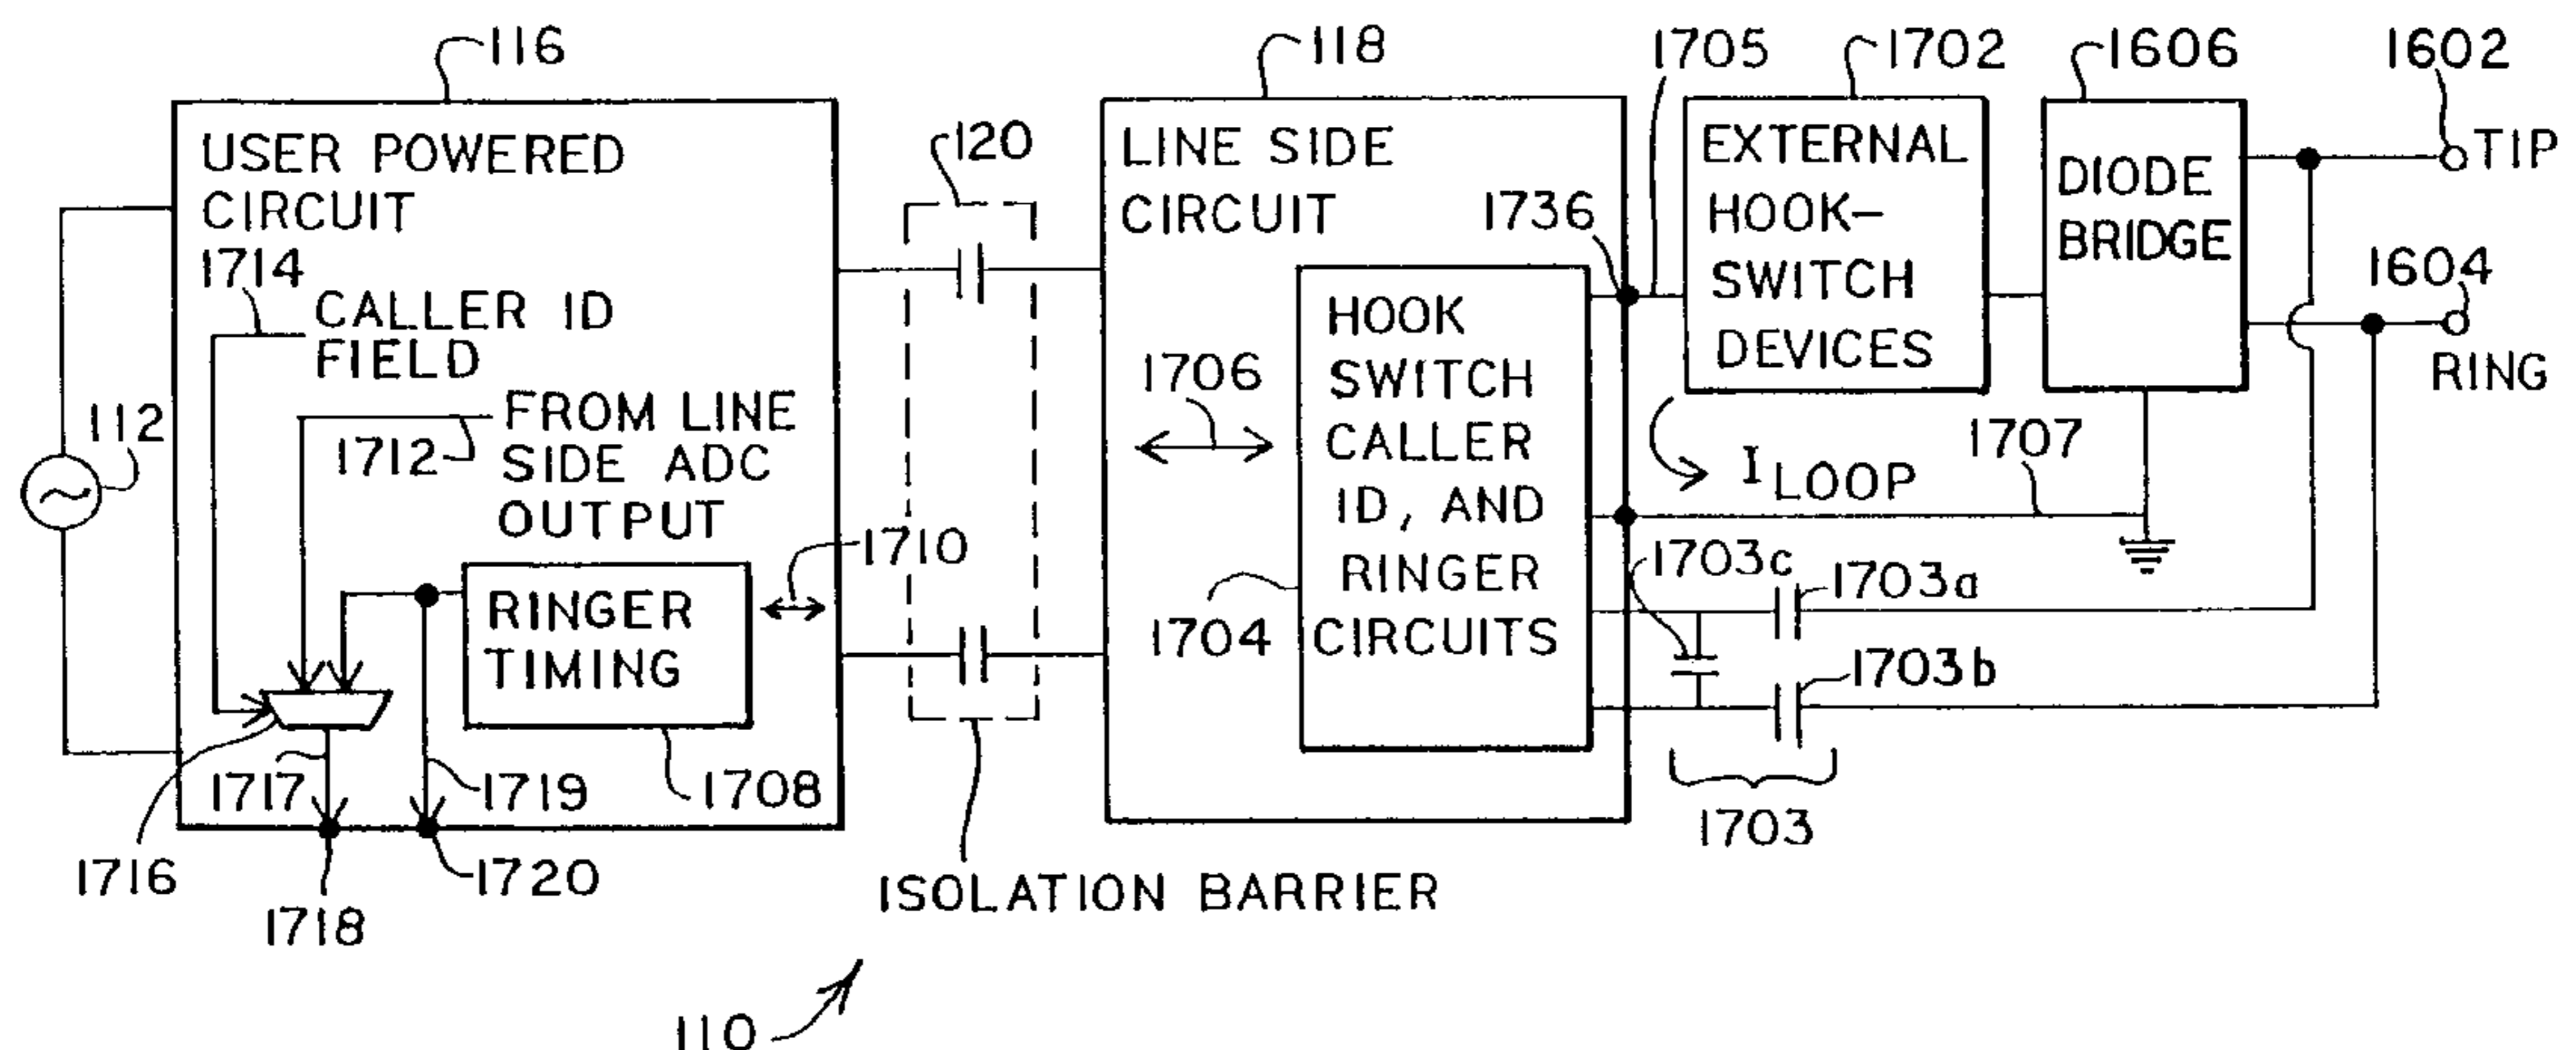 116
118
1705
1702
1606
1602
USER POWERED
CIRCUIT
1714
CALLER ID
FIELD
112
1712
FROM LINE
SIDE ADC
OUTPUT
1710
RINGER
TIMING
1717
1719
1708
1716
1718
1720
120
ISOLATION BARRIER
LINE SIDE
CIRCUIT
1736
1706
HOOK
SWITCH
CALLER
ID, AND
RINGER
CIRCUITS
1704
EXTERNAL
HOOK-
SWITCH
DEVICES
DIODE
BRIDGE
TIP
1604
RING
I LOOP
1707
1703c
1703a
1703b
1703
110